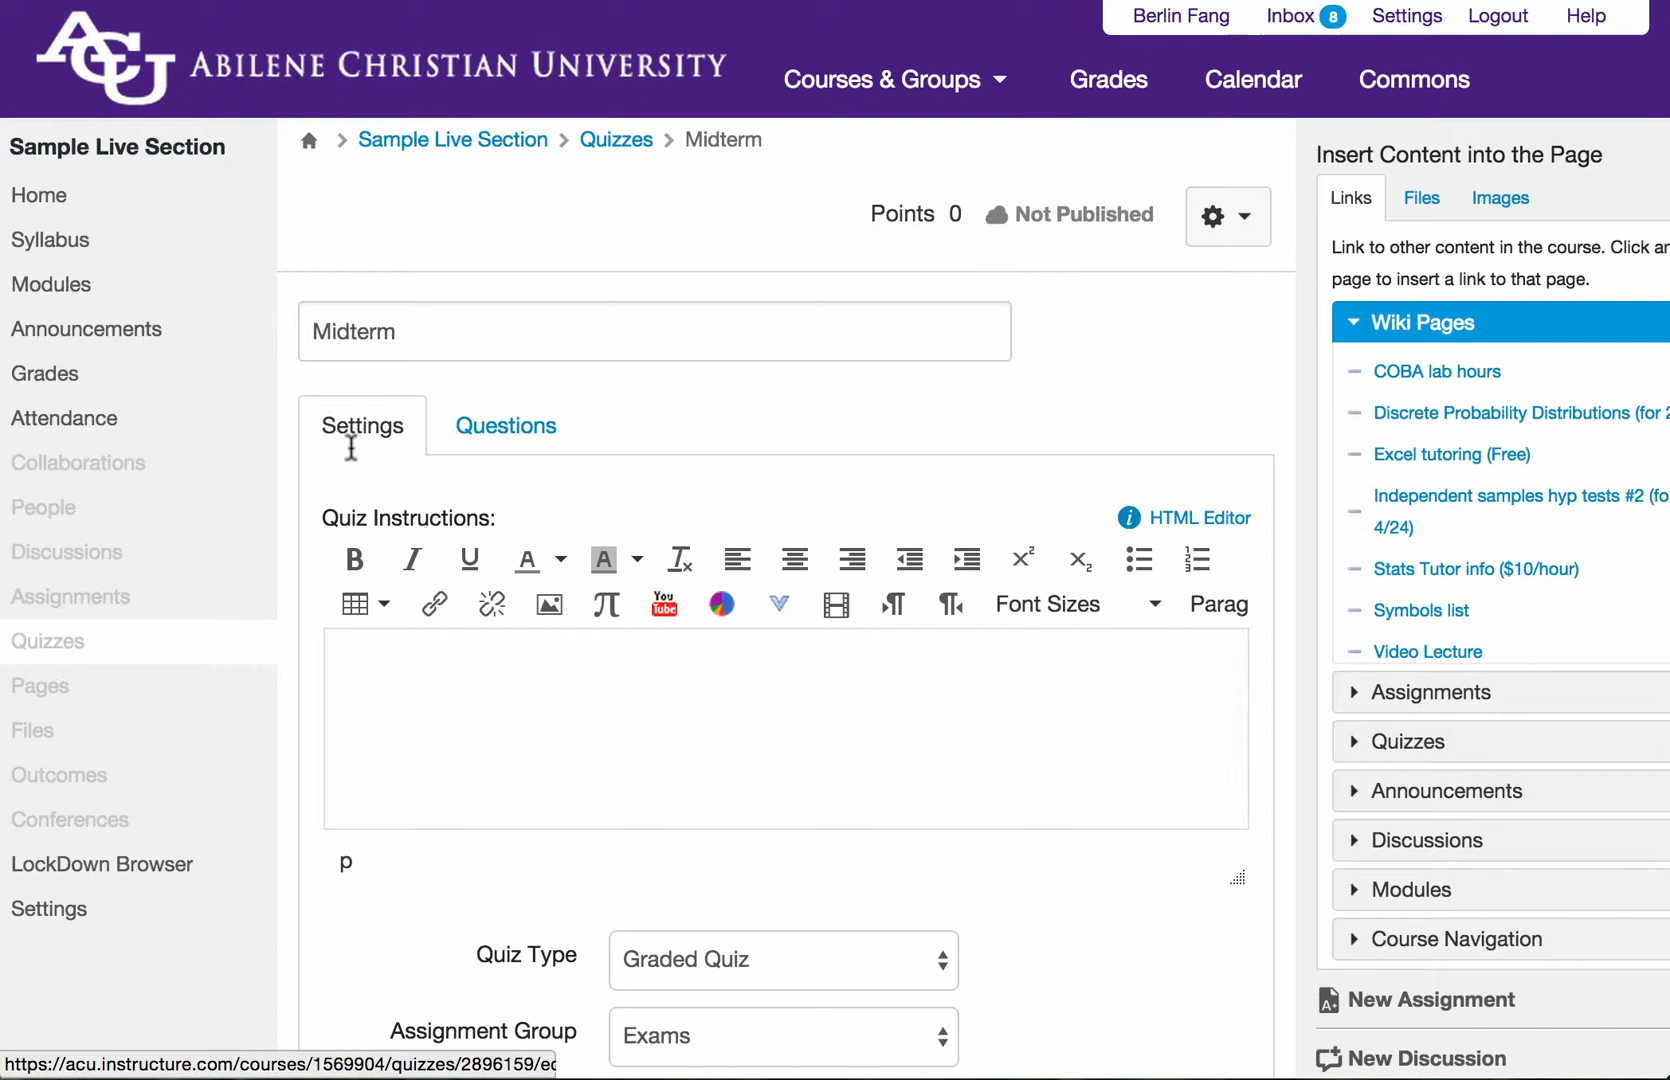 Berlin Fang Inbox 8 Settings Logout Help
ACU ABILENE CHRISTIAN UNIVERSITY
Courses & Groups Grades Calendar Commons
Sample Live Section
Home
Syllabus
Modules
Announcements
Grades
Attendance
Collaborations
People
Discussions
Assignments
Quizzes
Pages
Files
Outcomes
Conferences
LockDown Browser
Settings
Sample Live Section Quizzes Midterm
Points 0 Not Published
Midterm
Settings Questions
Quiz Instructions: HTML Editor
Font Sizes Parag
p
Quiz Type Graded Quiz
Assignment Group Exams
Insert Content into the Page
Links Files Images
Link to other content in the course. Click an
page to insert a link to that page.
Wiki Pages
COBA lab hours
Discrete Probability Distributions (for 2
Excel tutoring (Free)
Independent samples hyp tests #2 (fo
4/24)
Stats Tutor info ($10/hour)
Symbols list
Video Lecture
Assignments
Quizzes
Announcements
Discussions
Modules
Course Navigation
New Assignment
New Discussion
https://acu.instructure.com/courses/1569904/quizzes/2896159/ec